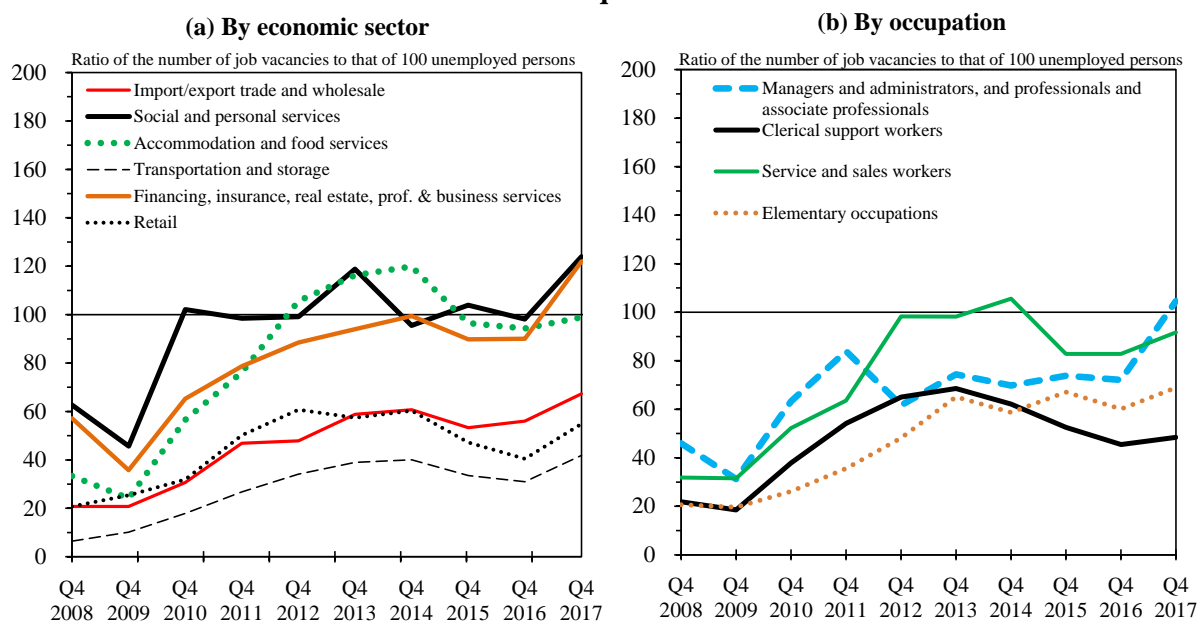 (a) By economic sector
Ratio of the number of job vacancies to that of 100 unemployed persons
200
180
160
140
120
100
80
60
40
20
0
Import/export trade and wholesale
Social and personal services
Accommodation and food services
Transportation and storage
Financing, insurance, real estate, prof. & business services
Retail
Q4 Q4 Q4 Q4 Q4 Q4 Q4 Q4 Q4 Q4
2008 2009 2010 2011 2012 2013 2014 2015 2016 2017
(b) By occupation
Ratio of the number of job vacancies to that of 100 unemployed persons
200
180
160
140
120
100
80
60
40
20
0
Managers and administrators, and professionals and
associate professionals
Clerical support workers
Service and sales workers
Elementary occupations
Q4 Q4 Q4 Q4 Q4 Q4 Q4 Q4 Q4 Q4
2008 2009 2010 2011 2012 2013 2014 2015 2016 2017